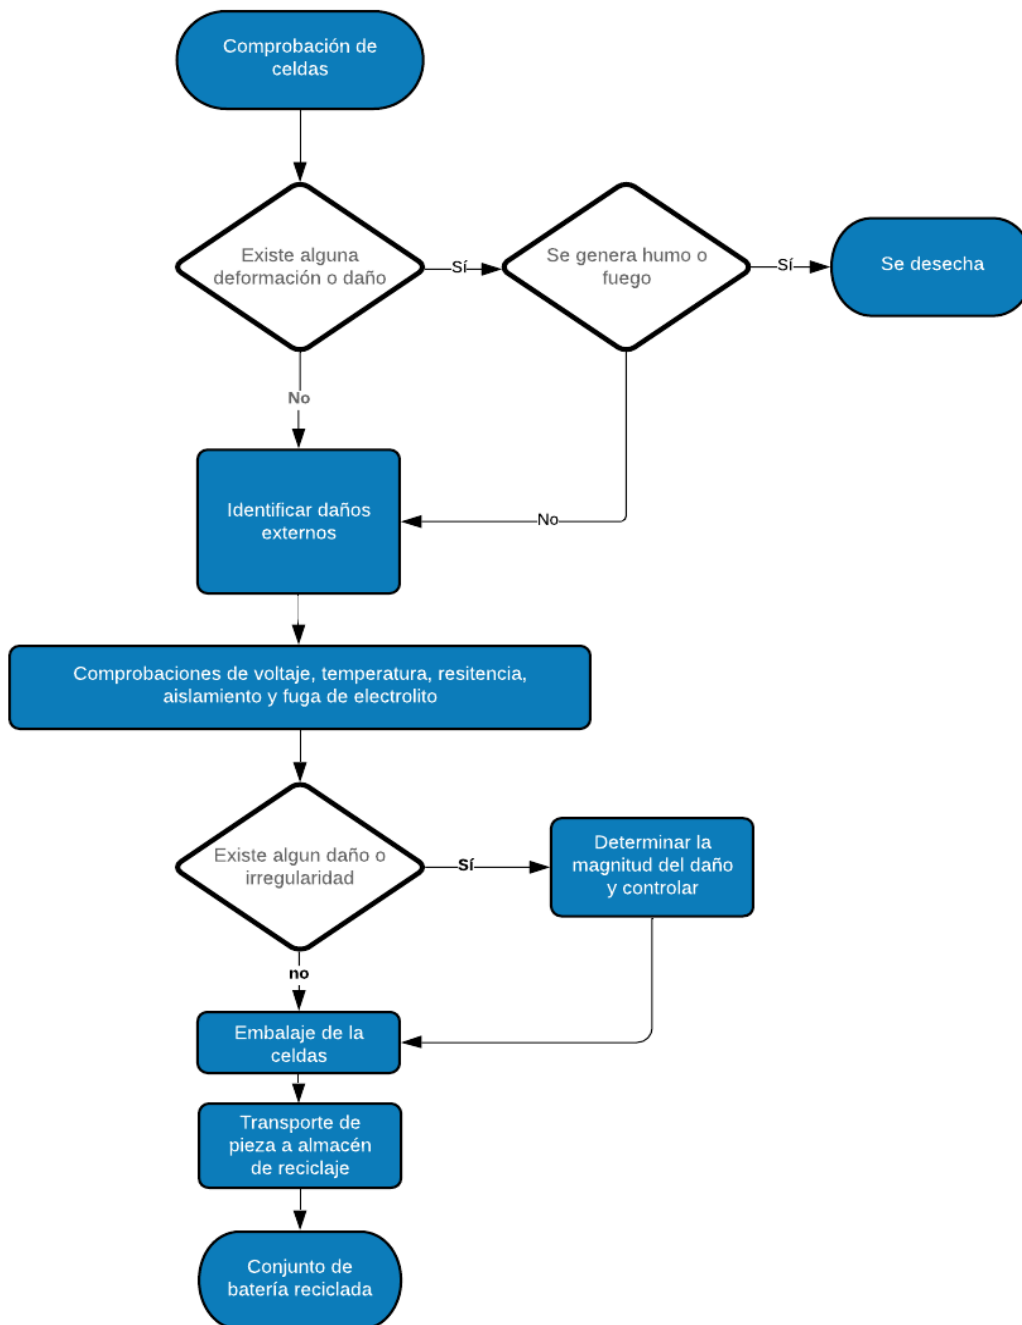 Comprobación de
celdas
Existe alguna
deformación o daño
Sí
Se genera humo o
fuego
Sí
Se desecha
No
Identificar daños
externos
No
Comprobaciones de voltaje, temperatura, resitencia,
aislamiento y fuga de electrolito
Existe algun daño o
irregularidad
Sí
Determinar la
magnitud del daño
y controlar
no
Embalaje de la
celdas
Transporte de
pieza a almacén
de reciclaje
Conjunto de
batería reciclada